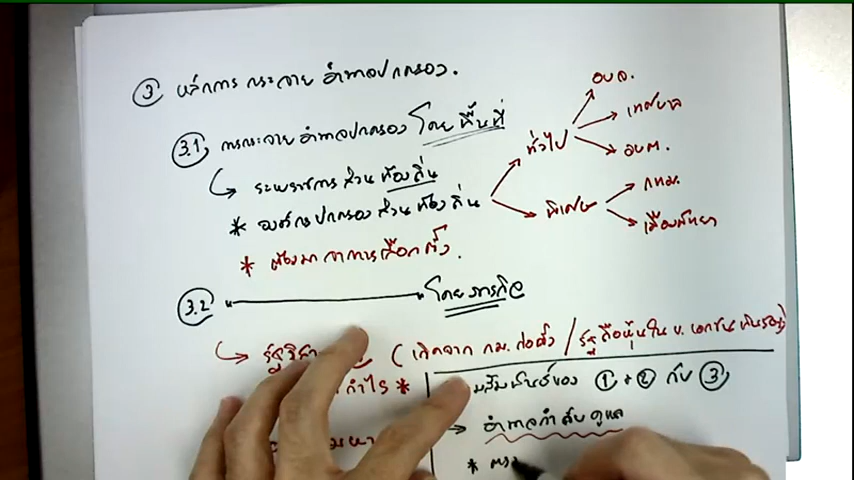 ③ หลักการ กระจาย อำนาจปกครอง.
3.1 การกระจาย อำนาจปกครอง โดย พื้นที่
↳ ระเบียบราชการ ส่วน ท้องถิ่น
* องค์กรปกครอง ส่วน ท้องถิ่น
ทั่วไป
อบจ.
เทศบาล
อบต.
พิเศษ
กทม.
เมืองพัทยา
* ต้องมา จากการเลือกตั้ง.
3.2 โดย ภารกิจ
↳ (เกิดจาก กม. ก่อตั้ง / รัฐ ถือหุ้นใน บ. เอกชน
กำไร *
สัมพันธ์ของ ① + ② กับ ③
→ อำนาจกำกับ ดูแล
*